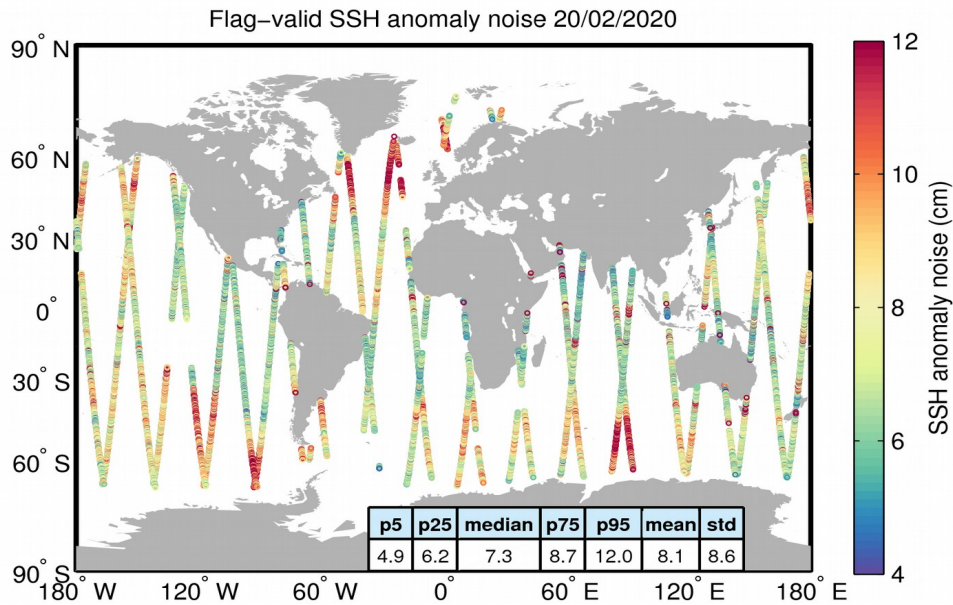 Flag−valid SSH anomaly noise 20/02/2020
90° N
60° N
30° N
0°
30° S
60° S
90° S
180° W
120° W
60° W
0°
60° E
120° E
180° E
p5 p25 median p75 p95 mean std
4.9 6.2 7.3 8.7 12.0 8.1 8.6
12
10
8
6
4
SSH anomaly noise (cm)